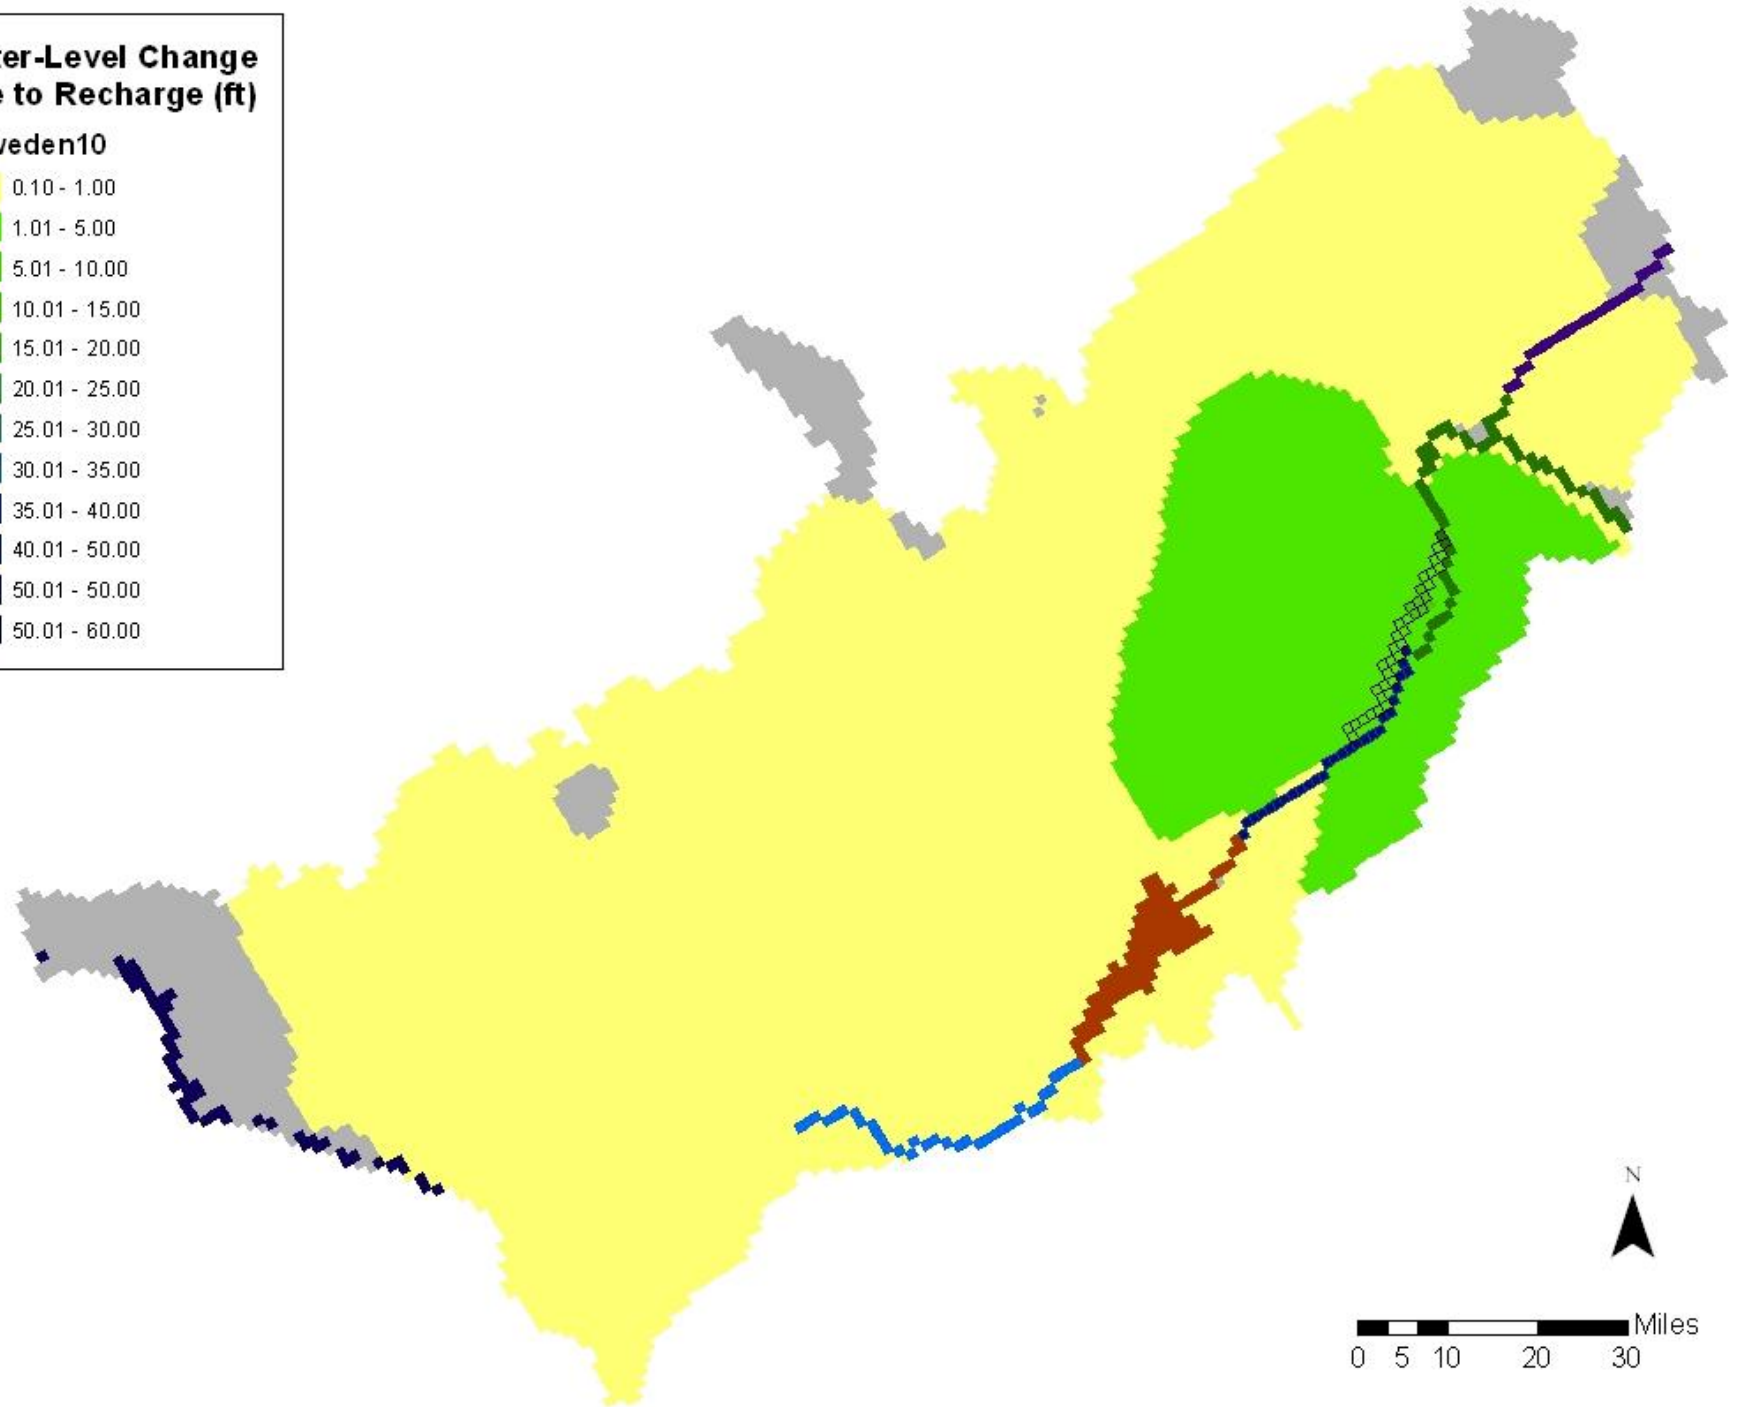 ter-Level Change
e to Recharge (ft)
veden10
0.10 - 1.00
1.01 - 5.00
5.01 - 10.00
10.01 - 15.00
15.01 - 20.00
20.01 - 25.00
25.01 - 30.00
30.01 - 35.00
35.01 - 40.00
40.01 - 50.00
50.01 - 50.00
50.01 - 60.00
N
Miles
0 5 10 20 30